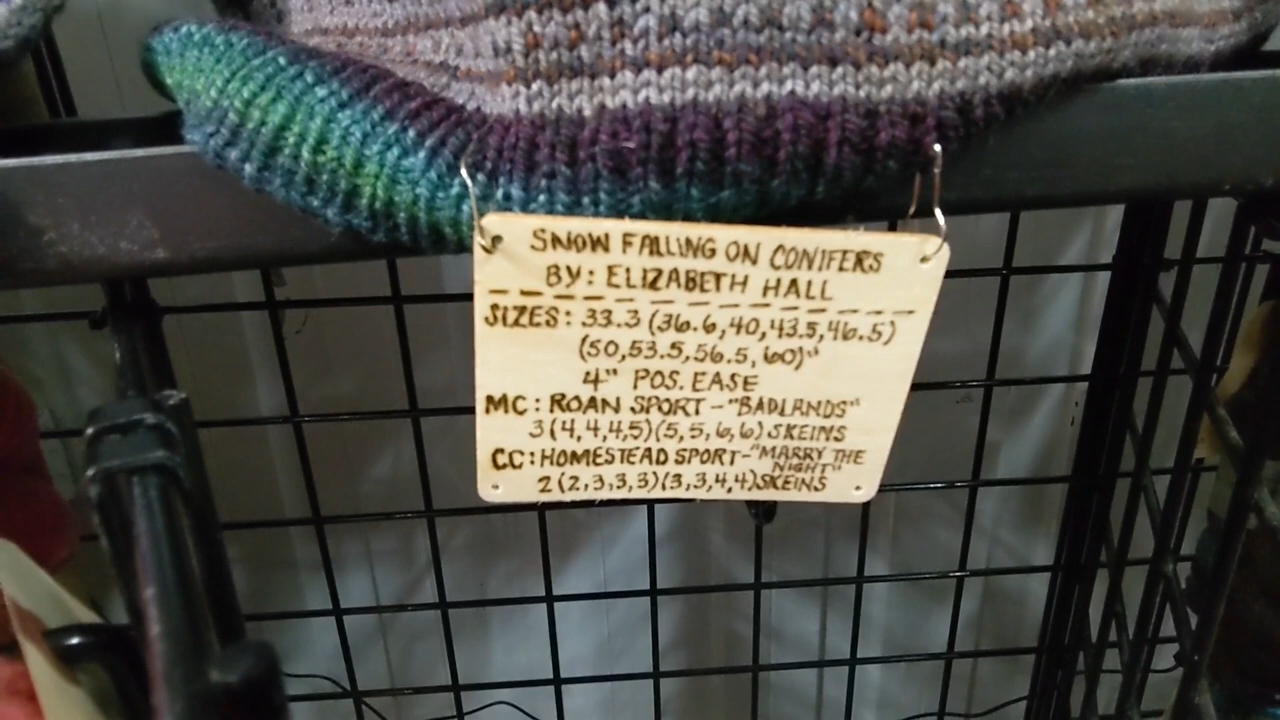 SNOW FALLING ON CONIFERS
BY: ELIZABETH HALL
SIZES: 33.3 (36.6,40,43.5,46.5)
(50,53.5,56.5,60)"
4" POS. EASE
MC: ROAN SPORT - "BADLANDS"
3 (4,4,4,5) (5,5,6,6) SKEINS
CC: HOMESTEAD SPORT - "MARRY THE
NIGHT"
2 (2,3,3,3) (3,3,4,4) SKEINS